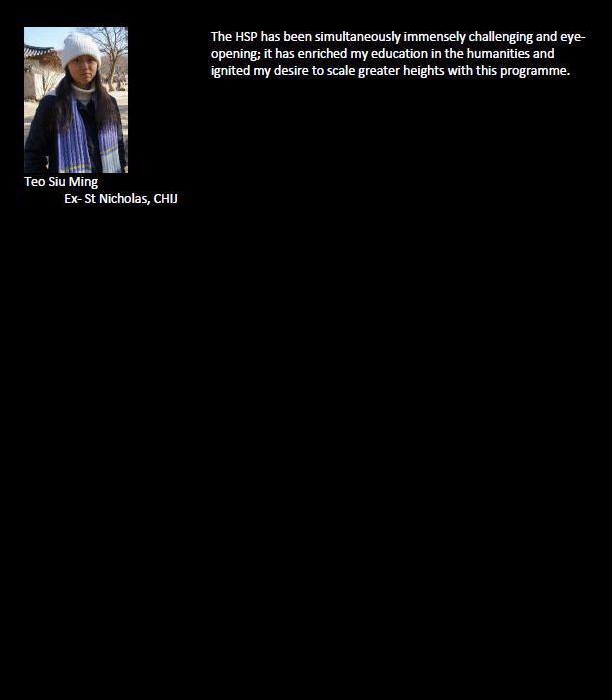 The HSP has been simultaneously immensely challenging and eye-
opening; it has enriched my education in the humanities and
ignited my desire to scale greater heights with this programme.
Teo Siu Ming
Ex- St Nicholas, CHIJ